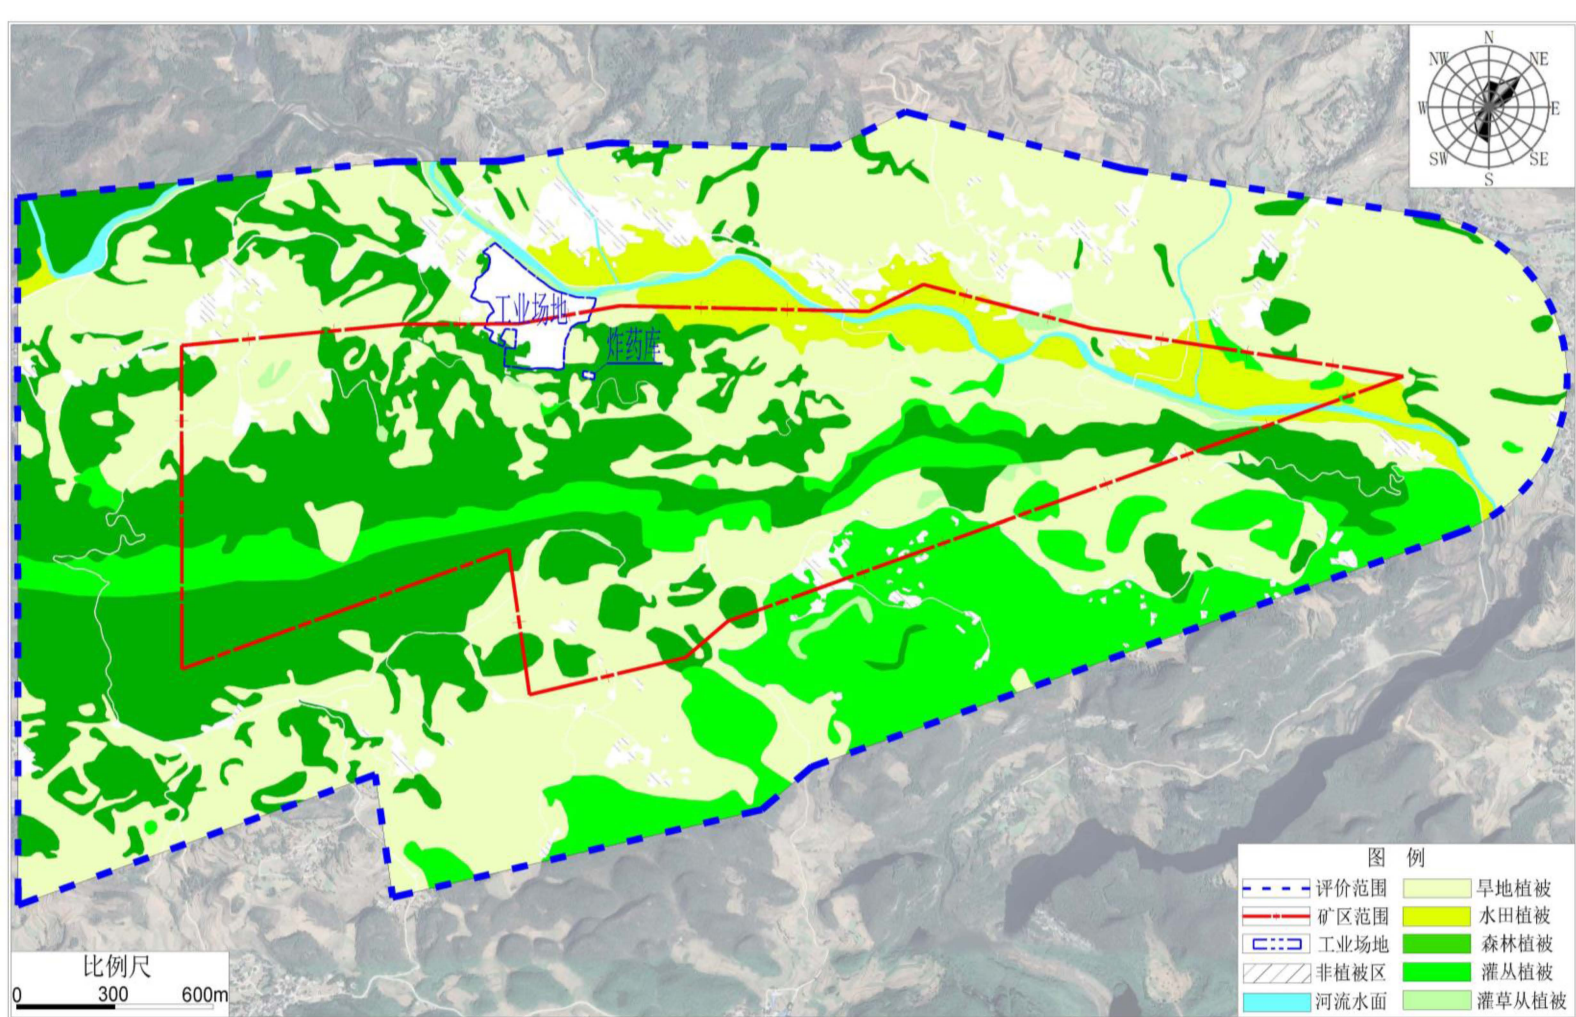 N
NW NE
W E
SW SE
S
工业场地
炸药库
图 例
评价范围 旱地植被
矿区范围 水田植被
工业场地 森林植被
非植被区 灌丛植被
河流水面 灌草丛植被
比例尺
0 300 600m